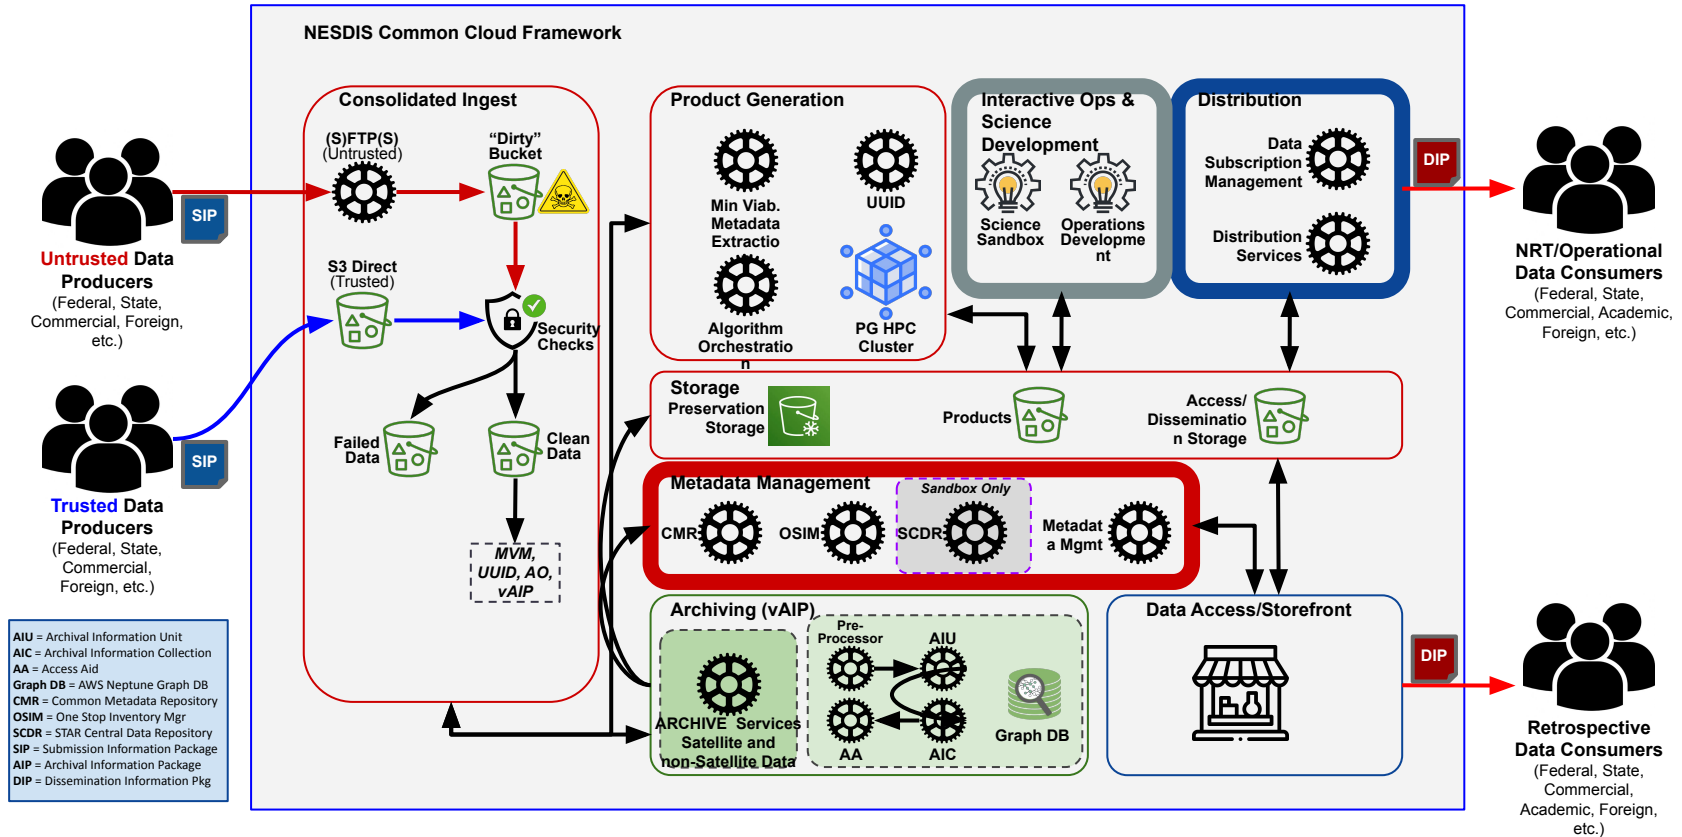 NESDIS Common Cloud Framework
Consolidated Ingest
(S)FTP(S)
(Untrusted)
“Dirty”
Bucket
S3 Direct
(Trusted)
Security
Checks
Failed
Data
Clean
Data
MVM,
UUID, AO,
vAIP
SIP
Untrusted Data
Producers
(Federal, State,
Commercial, Foreign,
etc.)
SIP
Trusted Data
Producers
(Federal, State,
Commercial,
Foreign, etc.)
AIU = Archival Information Unit
AIC = Archival Information Collection
AA = Access Aid
Graph DB = AWS Neptune Graph DB
CMR = Common Metadata Repository
OSIM = One Stop Inventory Mgr
SCDR = STAR Central Data Repository
SIP = Submission Information Package
AIP = Archival Information Package
DIP = Dissemination Information Pkg
Product Generation
Min Viab.
Metadata
Extractio
UUID
Algorithm
Orchestratio
n
PG HPC
Cluster
Interactive Ops &
Science
Development
Science
Sandbox
Operations
Developme
nt
Distribution
Data
Subscription
Management
Distribution
Services
Storage
Preservation
Storage
Products
Access/
Disseminatio
n Storage
Metadata Management
CMR
OSIM
Sandbox Only
SCDR
Metadat
a Mgmt
Archiving (vAIP)
ARCHIVE Services
Satellite and
non-Satellite Data
Pre-
Processor
AIU
AA
AIC
Graph DB
Data Access/Storefront
DIP
NRT/Operational
Data Consumers
(Federal, State,
Commercial, Academic,
Foreign, etc.)
DIP
Retrospective
Data Consumers
(Federal, State,
Commercial,
Academic, Foreign,
etc.)